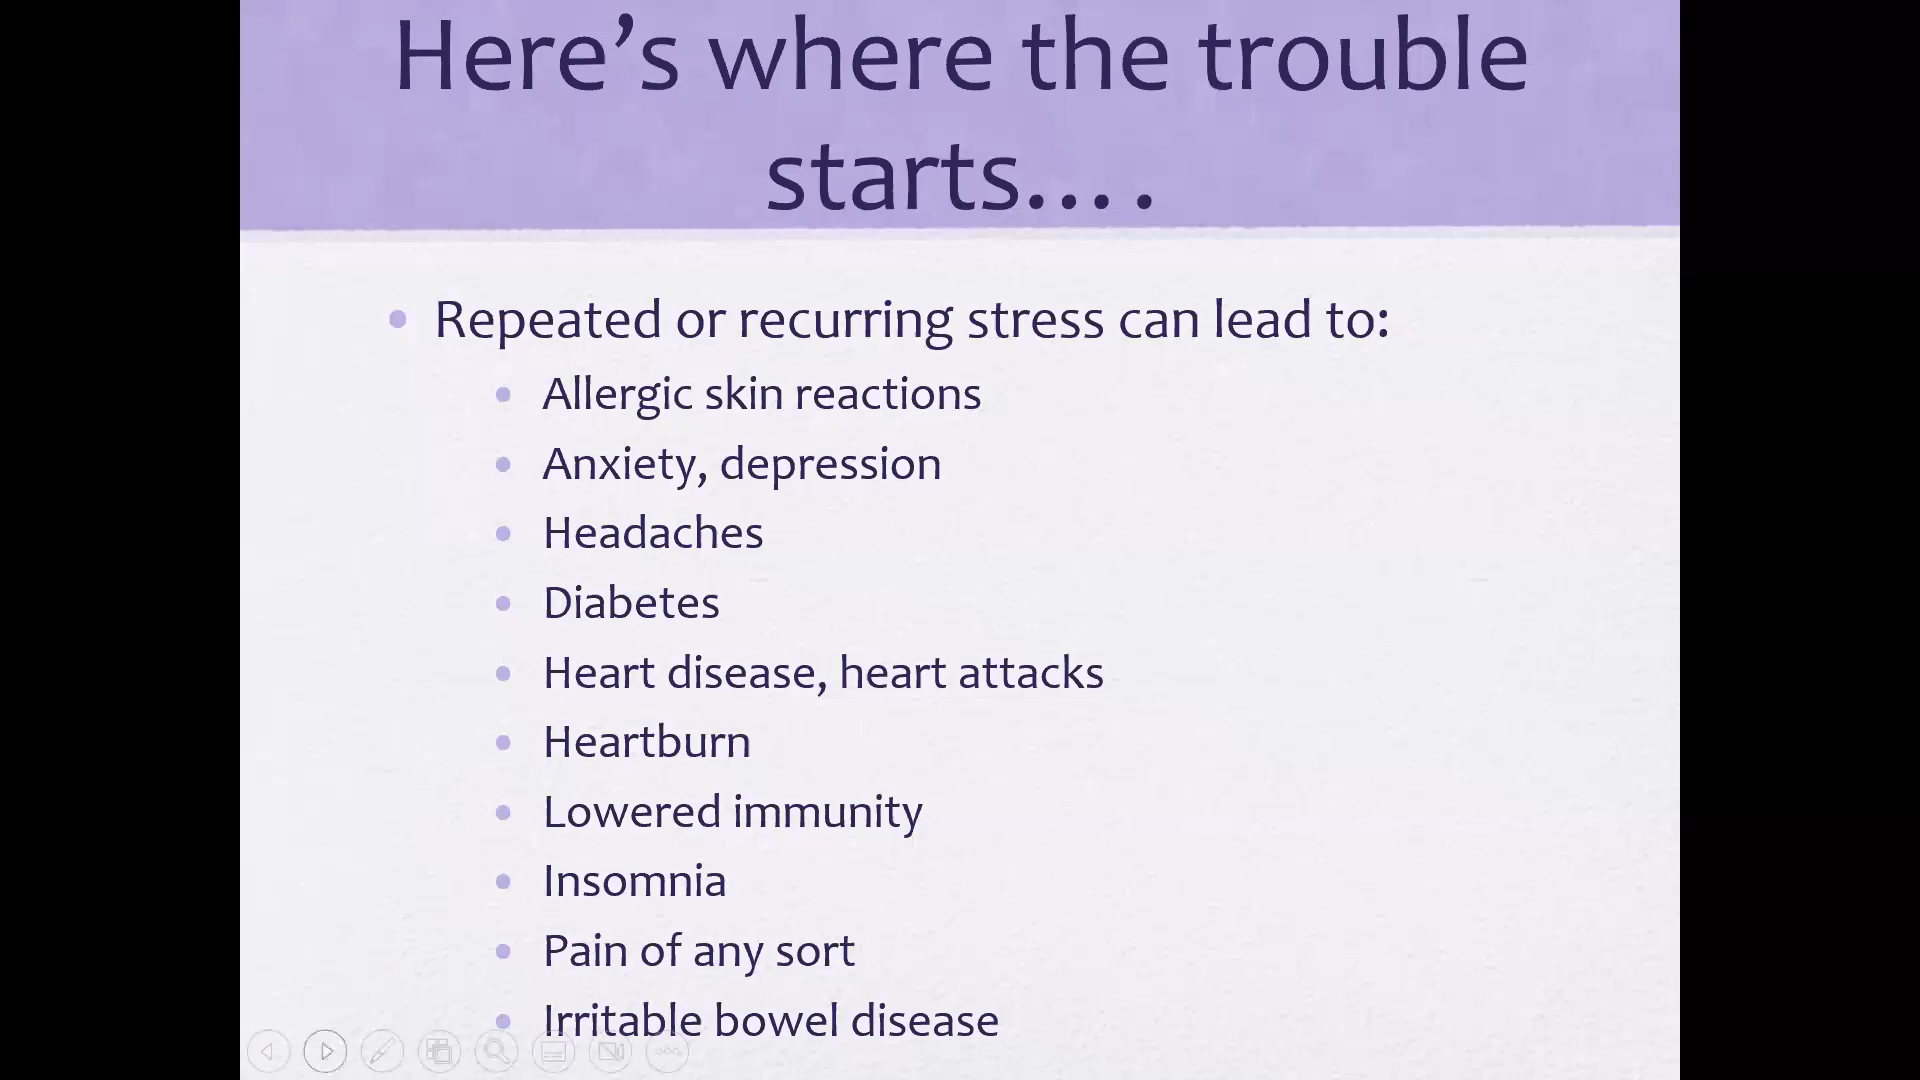 Here’s where the trouble
starts....
Repeated or recurring stress can lead to:
Allergic skin reactions
Anxiety, depression
Headaches
Diabetes
Heart disease, heart attacks
Heartburn
Lowered immunity
Insomnia
Pain of any sort
Irritable bowel disease